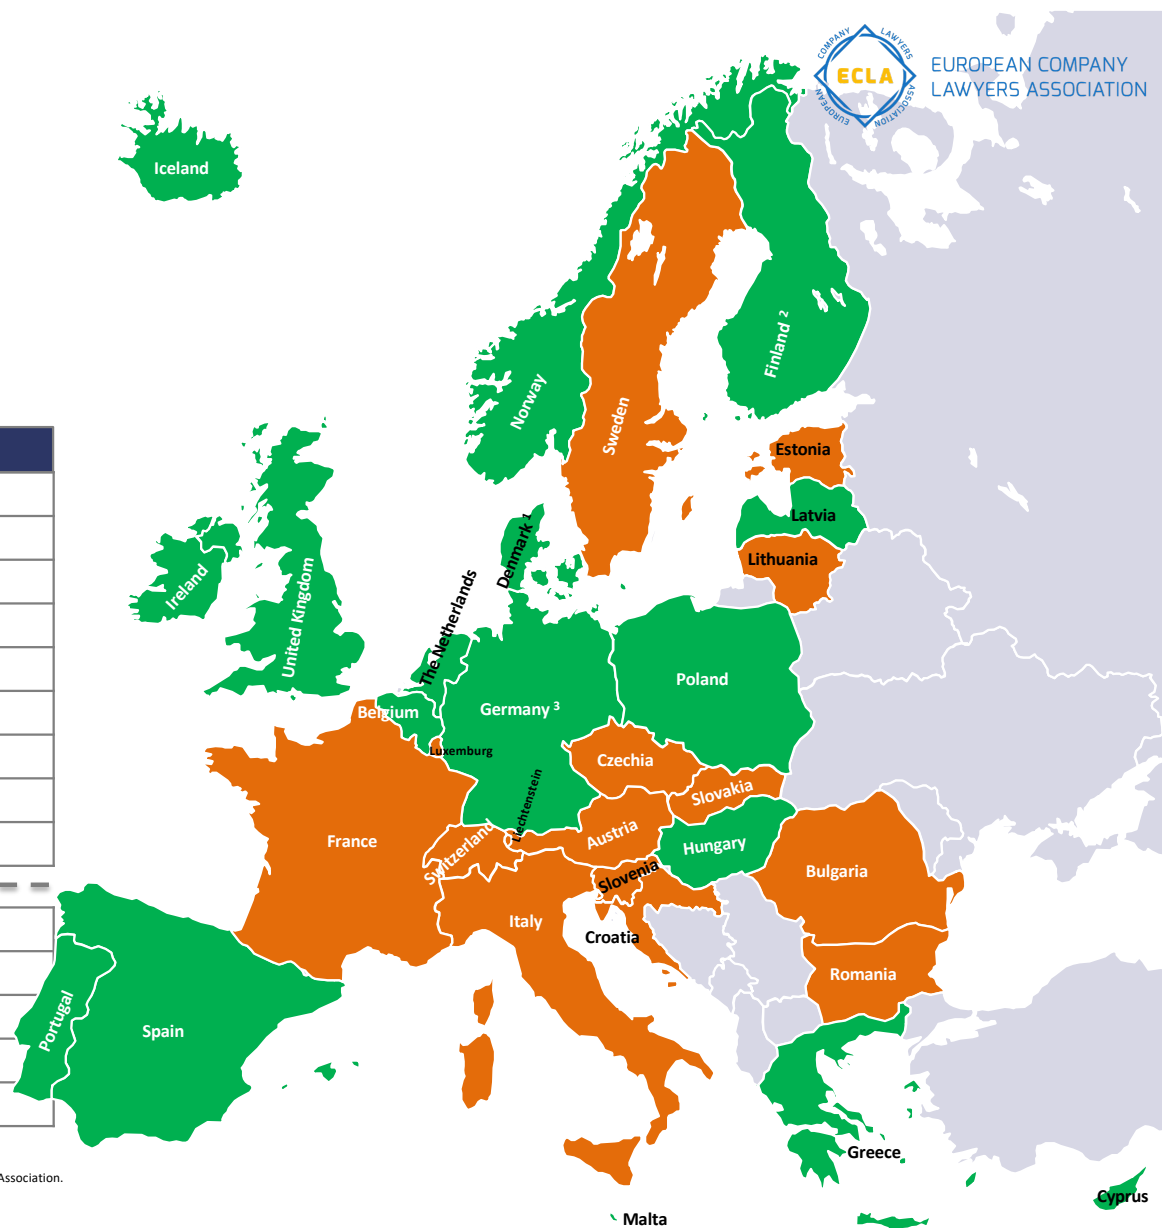 COMPANY LAWYERS
ECLA
EUROPEAN ASSOCIATION
EUROPEAN COMPANY
LAWYERS ASSOCIATION
Iceland
Finland ²
Norway
Sweden
Estonia
Latvia
Denmark ¹
Lithuania
Ireland
United Kingdom
The Netherlands
Poland
Belgium
Germany ³
Luxemburg
Czechia
Liechtenstein
Slovakia
France
Switzerland
Austria
Hungary
Slovenia
Bulgaria
Italy
Croatia
Romania
Portugal
Spain
Greece
Association.
Cyprus
Malta